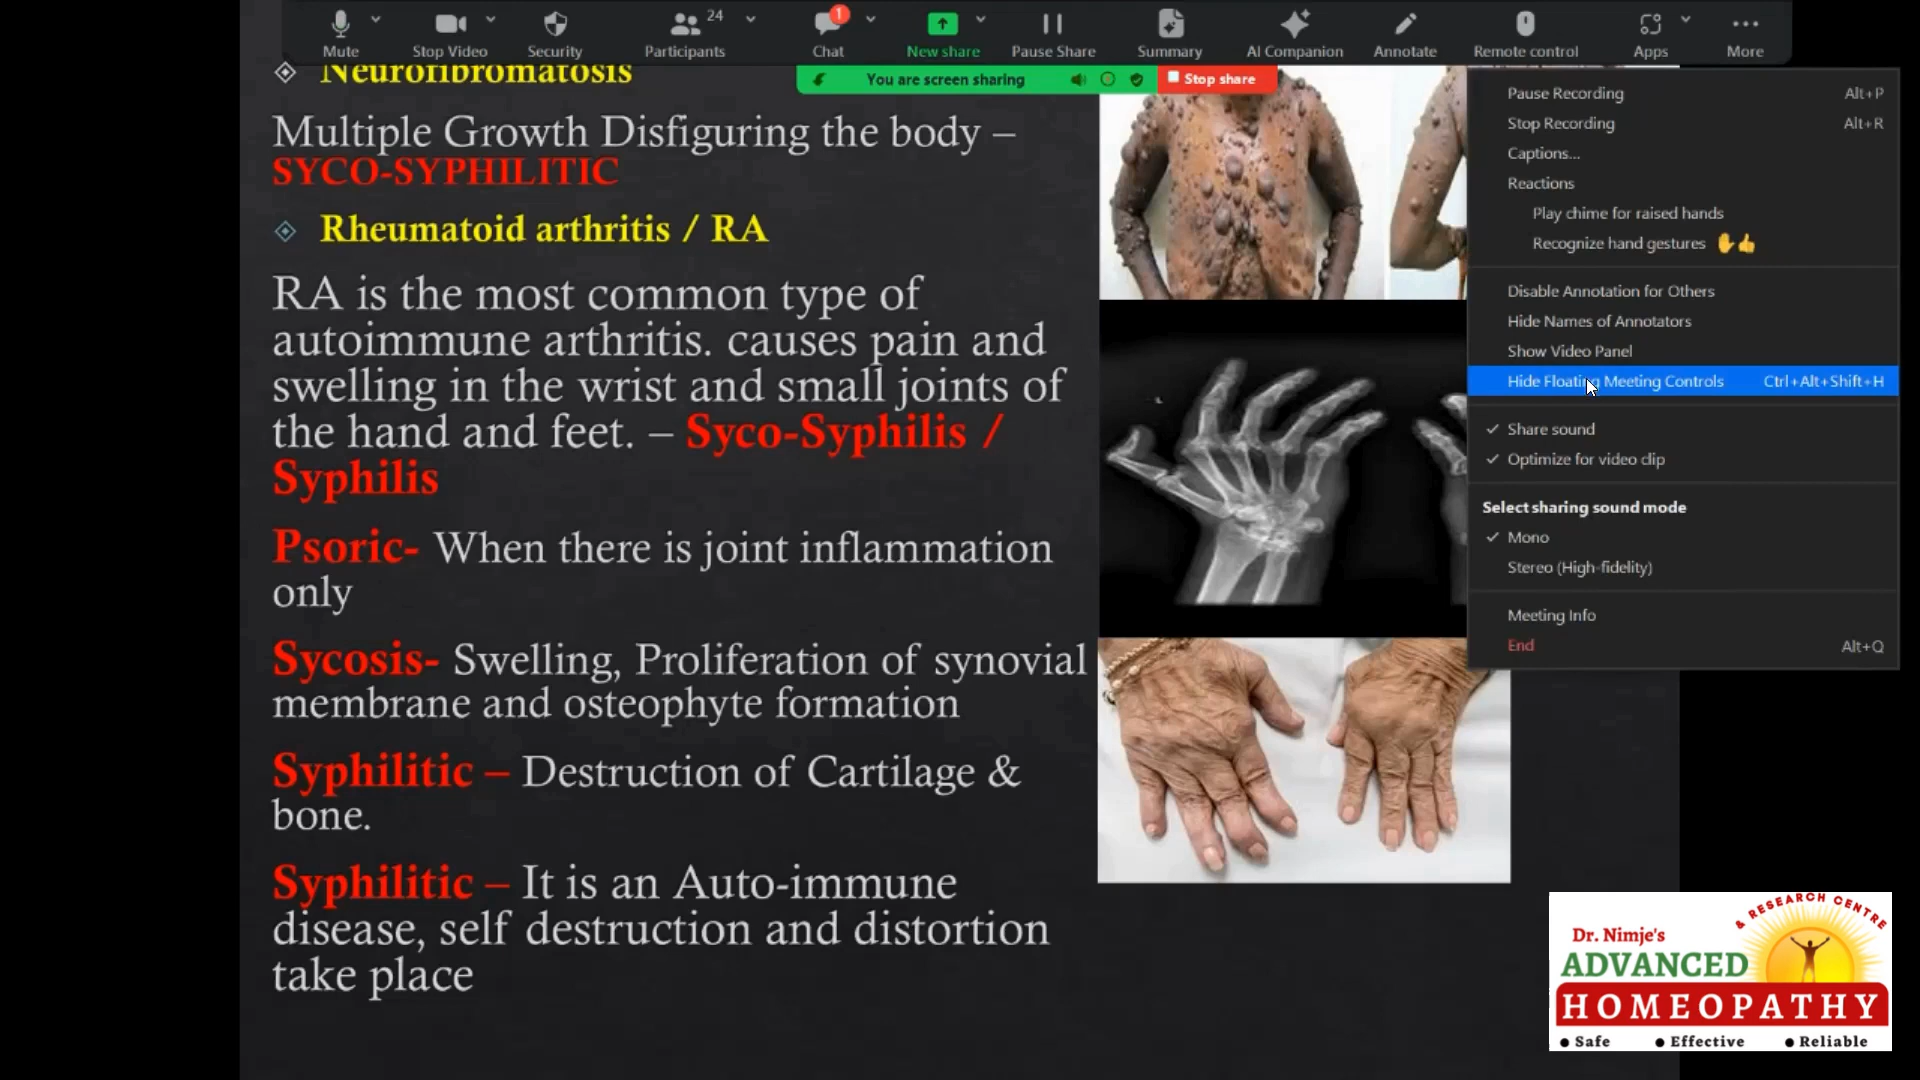 Mute
Stop Video
Security
Participants
24
Chat
1
New share
Pause Share
Summary
AI Companion
Annotate
Remote control
Apps
More
You are screen sharing
Stop share
Neurofibromatosis
Multiple Growth Disfiguring the body –
SYCO-SYPHILITIC
Rheumatoid arthritis / RA
RA is the most common type of
autoimmune arthritis. causes pain and
swelling in the wrist and small joints of
the hand and feet. – Syco-Syphilis /
Syphilis
Psoric- When there is joint inflammation
only
Sycosis- Swelling, Proliferation of synovial
membrane and osteophyte formation
Syphilitic – Destruction of Cartilage &
bone.
Syphilitic – It is an Auto-immune
disease, self destruction and distortion
take place
Pause Recording Alt+P
Stop Recording Alt+R
Captions...
Reactions
Play chime for raised hands
Recognize hand gestures
Disable Annotation for Others
Hide Names of Annotators
Show Video Panel
Hide Floating Meeting Controls Ctrl+Alt+Shift+H
Share sound
Optimize for video clip
Select sharing sound mode
Mono
Stereo (High-fidelity)
Meeting Info
End Alt+Q
& RESEARCH CENTRE
Dr. Nimje's
ADVANCED
HOMEOPATHY
● Safe ● Effective ● Reliable